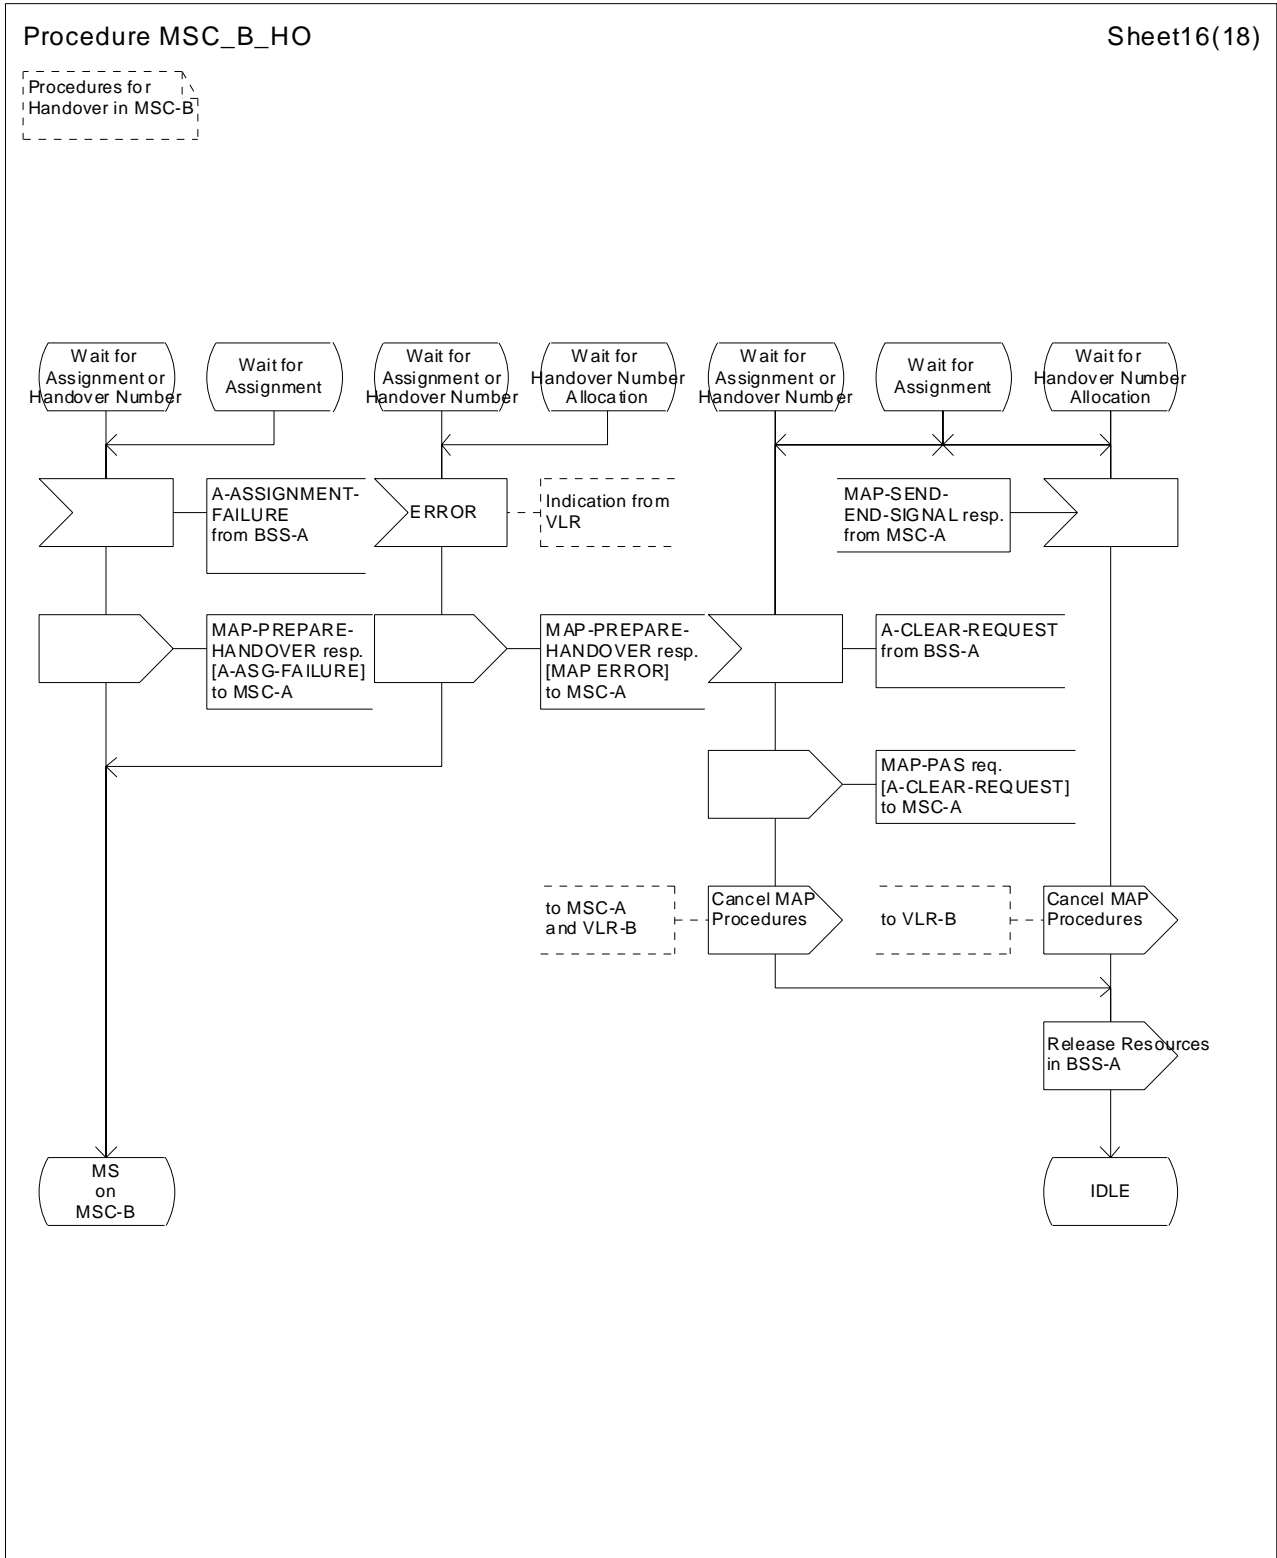 Procedure MSC_B_HO
Sheet16(18)
Procedures for
Handover in MSC-B
Wait for
Assignment or
Handover Number
Wait for
Assignment
Wait for
Assignment or
Handover Number
Wait for
Handover Number
Allocation
Wait for
Assignment or
Handover Number
Wait for
Assignment
Wait for
Handover Number
Allocation
A-ASSIGNMENT-
FAILURE
from BSS-A
ERROR
Indication from
VLR
MAP-SEND-
END-SIGNAL resp.
from MSC-A
MAP-PREPARE-
HANDOVER resp.
[A-ASG-FAILURE]
to MSC-A
MAP-PREPARE-
HANDOVER resp.
[MAP ERROR]
to MSC-A
A-CLEAR-REQUEST
from BSS-A
MAP-PAS req.
[A-CLEAR-REQUEST]
to MSC-A
to MSC-A
and VLR-B
Cancel MAP
Procedures
to VLR-B
Cancel MAP
Procedures
Release Resources
in BSS-A
MS
on
MSC-B
IDLE